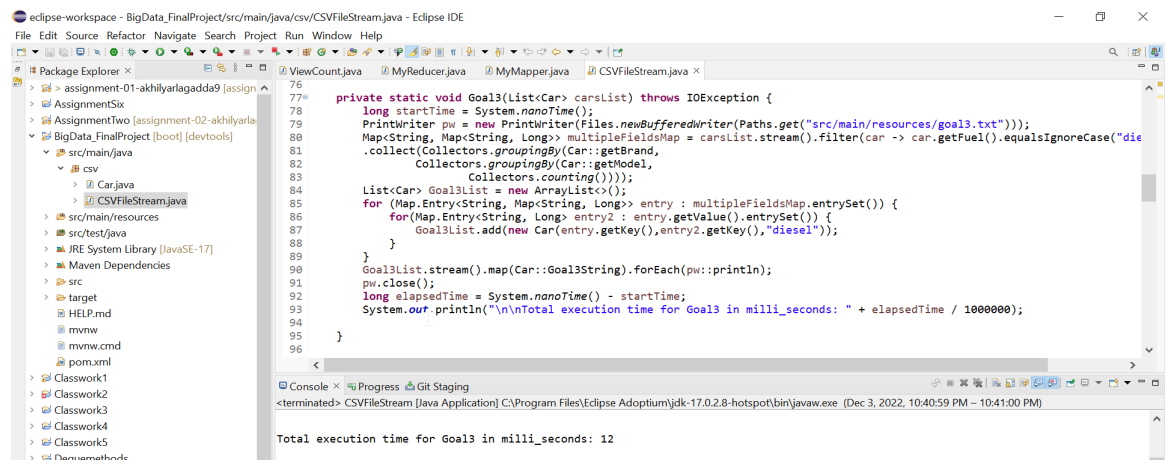 eclipse-workspace - BigData_FinalProject/src/main/java/csv/CSVFileStream.java - Eclipse IDE
File Edit Source Refactor Navigate Search Project Run Window Help
Package Explorer
> assignment-01-akhilyarlagadda9 [assign
AssignmentSix
AssignmentTwo [assignment-02-akhilyarla
BigData_FinalProject [boot] [devtools]
src/main/java
csv
Car.java
CSVFileStream.java
src/main/resources
src/test/java
JRE System Library [JavaSE-17]
Maven Dependencies
src
target
HELP.md
mvnw
mvnw.cmd
pom.xml
Classwork1
Classwork2
Classwork3
Classwork4
Classwork5
Dequemethods
ViewCount.java MyReducer.java MyMapper.java CSVFileStream.java
76
77 private static void Goal3(List<Car> carsList) throws IOException {
78 long startTime = System.nanoTime();
79 PrintWriter pw = new PrintWriter(Files.newBufferedWriter(Paths.get("src/main/resources/goal3.txt")));
80 Map<String, Map<String, Long>> multipleFieldsMap = carsList.stream().filter(car -> car.getFuel().equalsIgnoreCase("die
81 .collect(Collectors.groupingBy(Car::getBrand,
82 Collectors.groupingBy(Car::getModel,
83 Collectors.counting())));
84 List<Car> Goal3List = new ArrayList<>();
85 for (Map.Entry<String, Map<String, Long>> entry : multipleFieldsMap.entrySet()) {
86 for(Map.Entry<String, Long> entry2 : entry.getValue().entrySet()) {
87 Goal3List.add(new Car(entry.getKey(),entry2.getKey(),"diesel"));
88 }
89 }
90 Goal3List.stream().map(Car::Goal3String).forEach(pw::println);
91 pw.close();
92 long elapsedTime = System.nanoTime() - startTime;
93 System.out.println("\n\nTotal execution time for Goal3 in milli_seconds: " + elapsedTime / 1000000);
94
95 }
96
Console Progress Git Staging
<terminated> CSVFileStream [Java Application] C:\Program Files\Eclipse Adoptium\jdk-17.0.2.8-hotspot\bin\javaw.exe (Dec 3, 2022, 10:40:59 PM – 10:41:00 PM)
Total execution time for Goal3 in milli_seconds: 12